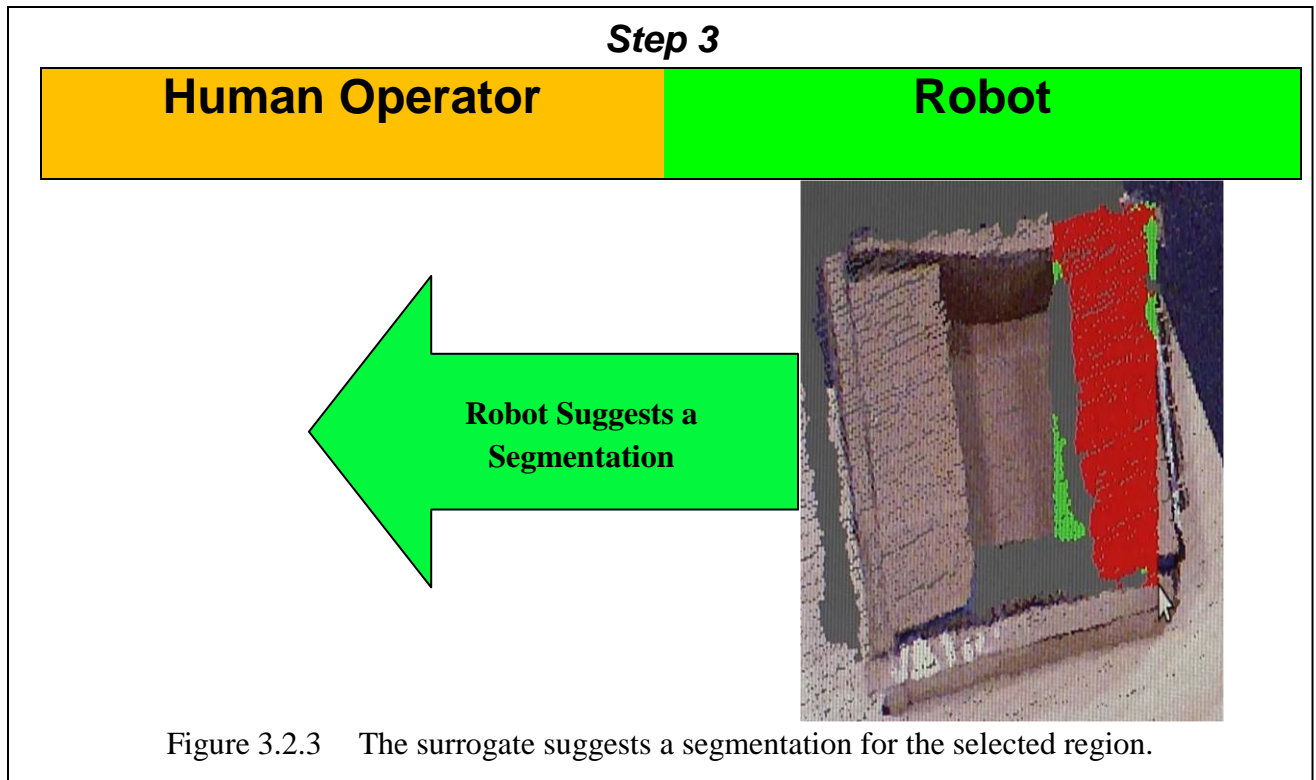 Step 3
Human Operator
Robot
Robot Suggests a
Segmentation
Figure 3.2.3 The surrogate suggests a segmentation for the selected region.